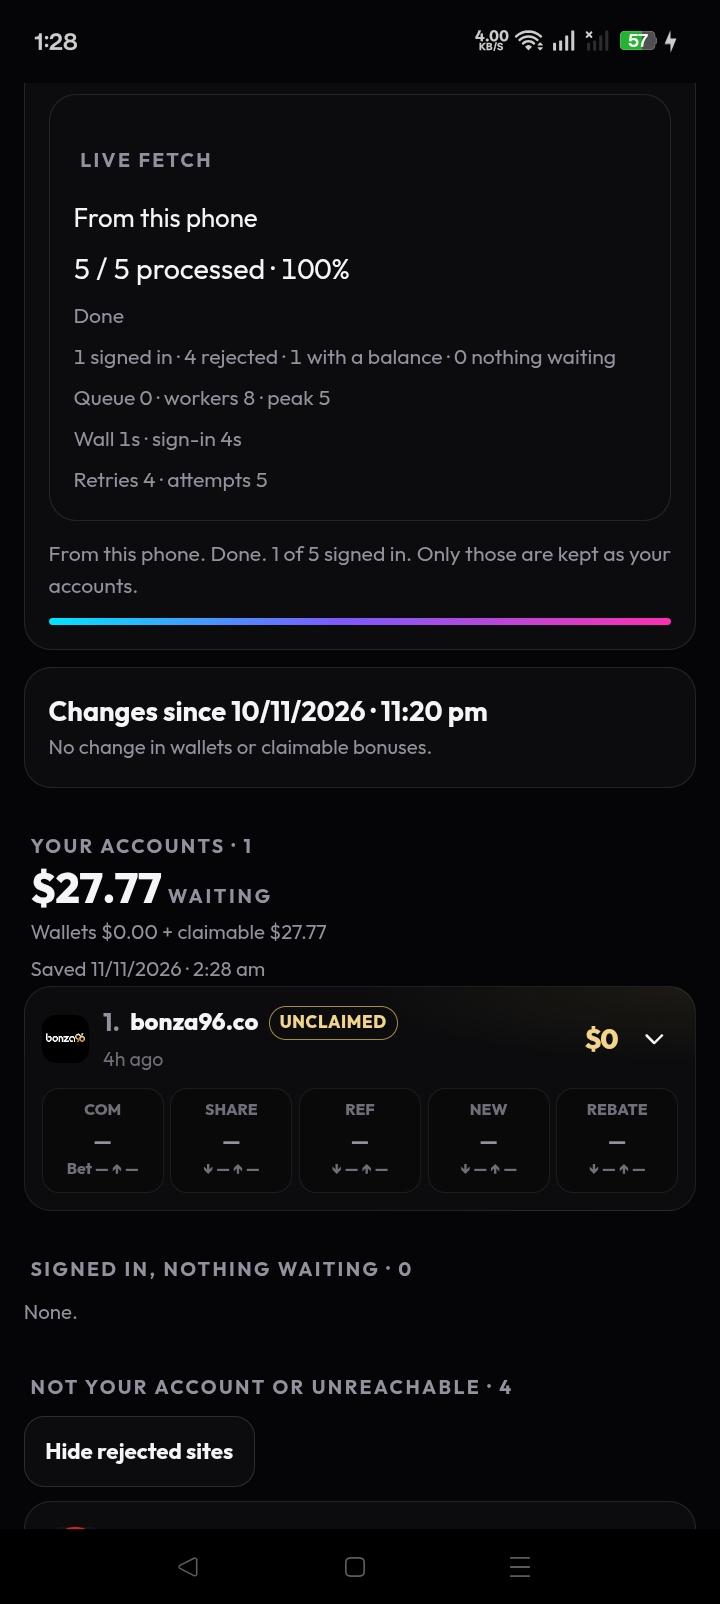 1:28
4.00
KB/S
57
LIVE FETCH
From this phone
5 / 5 processed · 100%
Done
1 signed in · 4 rejected · 1 with a balance · 0 nothing waiting
Queue 0 · workers 8 · peak 5
Wall 1s · sign-in 4s
Retries 4 · attempts 5
From this phone. Done. 1 of 5 signed in. Only those are kept as your
accounts.
Changes since 10/11/2026 · 11:20 pm
No change in wallets or claimable bonuses.
YOUR ACCOUNTS · 1
$27.77 WAITING
Wallets $0.00 + claimable $27.77
Saved 11/11/2026 · 2:28 am
bonza96
1. bonza96.co UNCLAIMED
$0
4h ago
COM SHARE REF NEW REBATE
— — — — —
Bet — ↑ — ↓ — ↑ — ↓ — ↑ — ↓ — ↑ — ↓ — ↑ —
SIGNED IN, NOTHING WAITING · 0
None.
NOT YOUR ACCOUNT OR UNREACHABLE · 4
Hide rejected sites